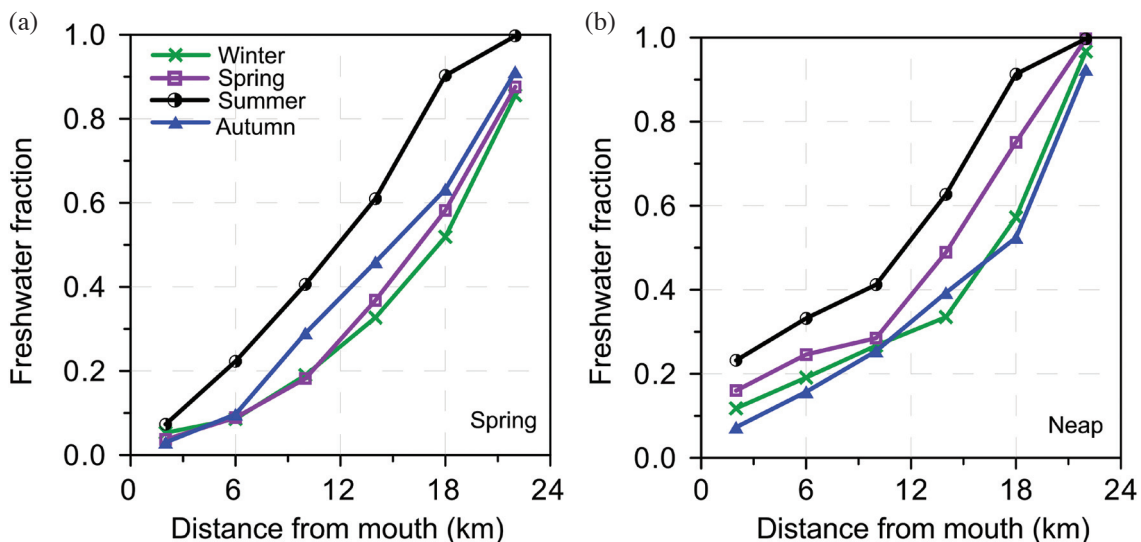 (a)
1.0
0.8
0.6
0.4
0.2
0.0
Freshwater fraction
Winter
Spring
Summer
Autumn
Spring
0 6 12 18 24
Distance from mouth (km)
(b)
1.0
0.8
0.6
0.4
0.2
0.0
Freshwater fraction
Neap
0 6 12 18 24
Distance from mouth (km)